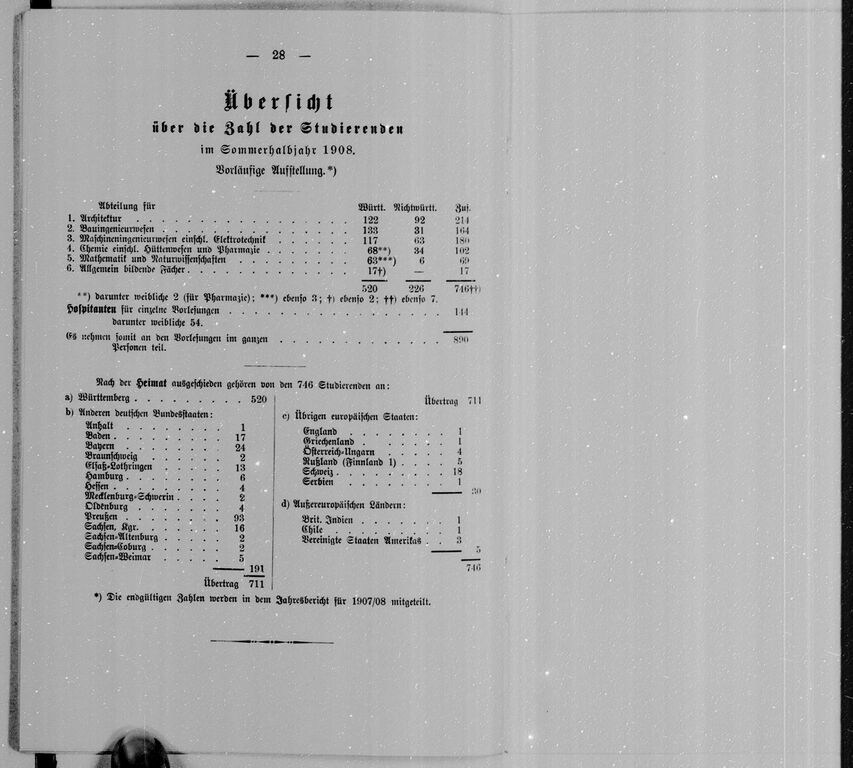 — 28 —
Übersicht
über die Zahl der Studierenden
im Sommerhalbjahr 1908.
Vorläufige Aufstellung.*)
Abteilung für Württ. Nichtwürtt. Zus.
1. Architektur . . . . . . . . . . . . . . . . 122 92 214
2. Bauingenieurwesen . . . . . . . . . . . . . . 133 31 164
3. Maschineningenieurwesen einschl. Elektrotechnik . . . . . . 117 63 180
4. Chemie einschl. Hüttenwesen und Pharmazie . . . . . . . 68**) 34 102
5. Mathematik und Naturwissenschaften . . . . . . . . . 63***) 6 69
6. Allgemein bildende Fächer . . . . . . . . . . . . 17†) — 17
520 226 746††)
**) darunter weibliche 2 (für Pharmazie); ***) ebenso 3; †) ebenso 2; ††) ebenso 7.
Hospitanten für einzelne Vorlesungen . . . . . . . . . . . . . 144
darunter weibliche 54.
Es nehmen somit an den Vorlesungen im ganzen . . . . . . . . . . 890
Personen teil.
Nach der Heimat ausgeschieden gehören von den 746 Studierenden an:
a) Württemberg . . . . . . . . . 520
b) Anderen deutschen Bundesstaaten:
Anhalt . . . . . . . . 1
Baden . . . . . . . . . 17
Bayern . . . . . . . . 24
Braunschweig . . . . . . 2
Elsaß-Lothringen . . . . . 13
Hamburg . . . . . . . . 6
Hessen . . . . . . . . 4
Mecklenburg-Schwerin . . . . 2
Oldenburg . . . . . . . 4
Preußen . . . . . . . . 93
Sachsen, Kgr. . . . . . . 16
Sachsen-Altenburg . . . . . 2
Sachsen-Coburg . . . . . . 2
Sachsen-Weimar . . . . . 5
191
Übertrag 711
Übertrag 711
c) Übrigen europäischen Staaten:
England . . . . . . . 1
Griechenland . . . . . . 1
Österreich-Ungarn . . . . . 4
Rußland (Finnland 1) . . . . 5
Schweiz . . . . . . . . 18
Serbien . . . . . . . 1
30
d) Außereuropäischen Ländern:
Brit. Indien . . . . . . 1
Chile . . . . . . . . 1
Vereinigte Staaten Amerikas . . 3
5
746
*) Die endgültigen Zahlen werden in dem Jahresbericht für 1907/08 mitgeteilt.